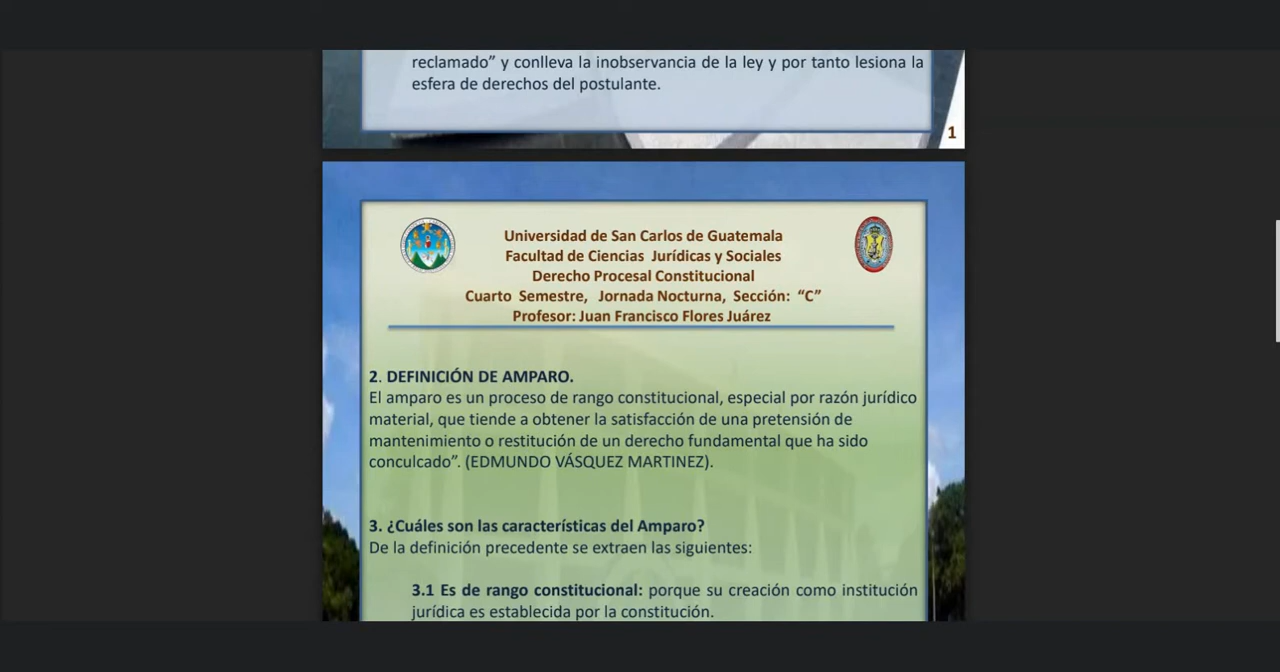 reclamado” y conlleva la inobservancia de la ley y por tanto lesiona la
esfera de derechos del postulante.
1
Universidad de San Carlos de Guatemala
Facultad de Ciencias Jurídicas y Sociales
Derecho Procesal Constitucional
Cuarto Semestre, Jornada Nocturna, Sección: “C”
Profesor: Juan Francisco Flores Juárez
2. DEFINICIÓN DE AMPARO.
El amparo es un proceso de rango constitucional, especial por razón jurídico
material, que tiende a obtener la satisfacción de una pretensión de
mantenimiento o restitución de un derecho fundamental que ha sido
conculcado”. (EDMUNDO VÁSQUEZ MARTINEZ).
3. ¿Cuáles son las características del Amparo?
De la definición precedente se extraen las siguientes:
3.1 Es de rango constitucional: porque su creación como institución
jurídica es establecida por la constitución.